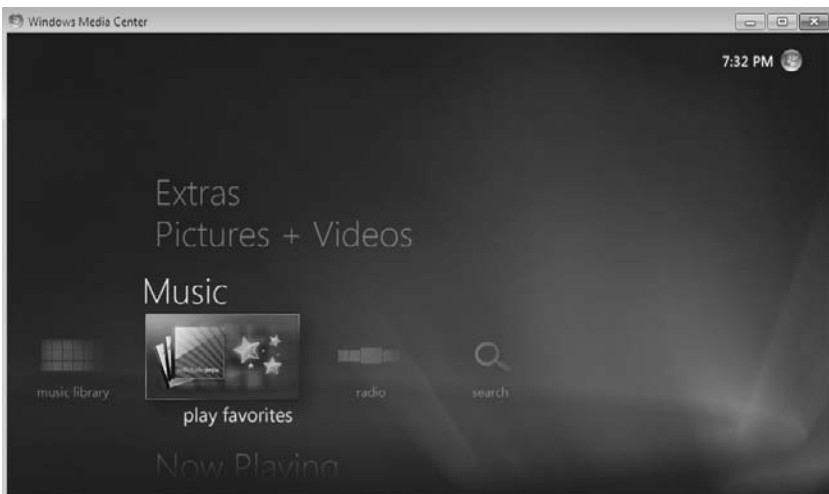 Windows Media Center
7:32 PM
Extras
Pictures + Videos
Music
music library
play favorites
radio
search
Now Playing